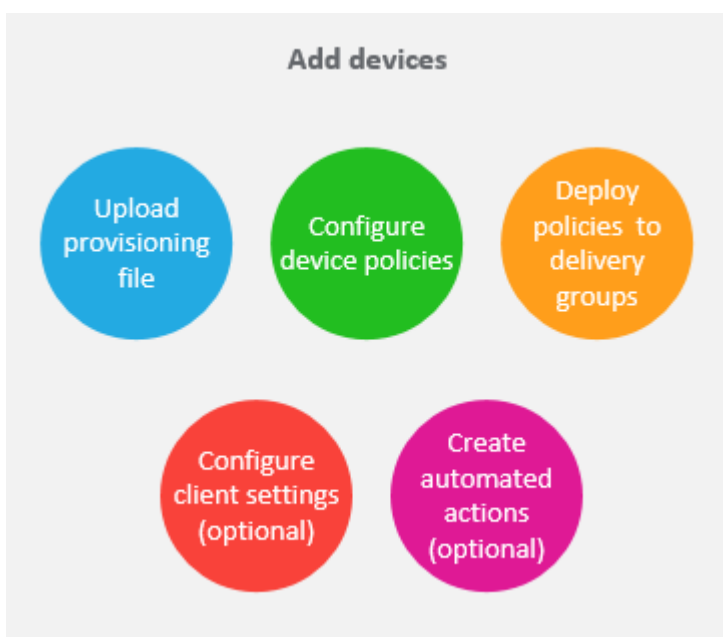 Add devices
Upload
provisioning
file
Configure
device policies
Deploy
policies to
delivery
groups
Configure
client settings
(optional)
Create
automated
actions
(optional)